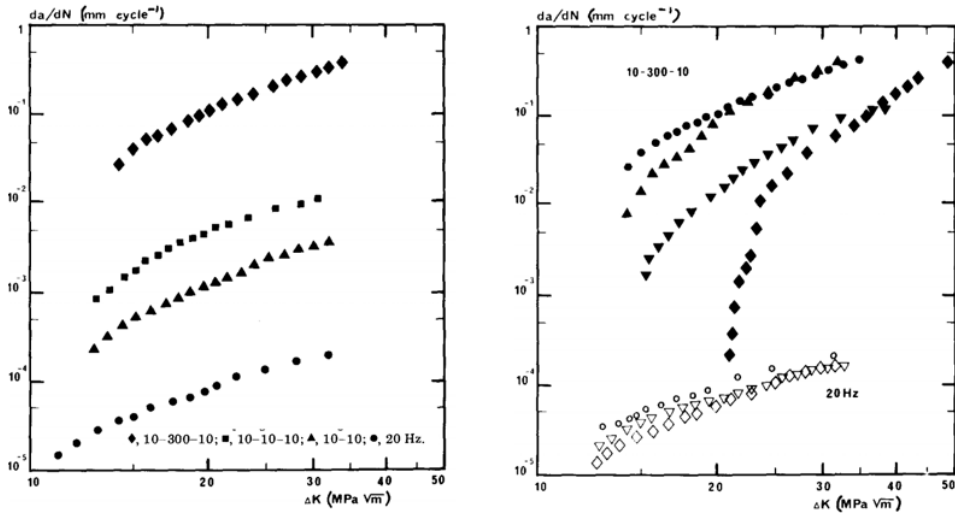 da/dN (mm cycle⁻¹)
1
10⁻¹
10⁻²
10⁻³
10⁻⁴
10⁻⁵
◆, 10-300-10; ■, 10-10-10; ▲, 10-10; ●, 20 Hz.
10 20 30 40 50
ΔK (MPa √m)
da/dN (mm cycle⁻¹)
1
10-300-10
10⁻¹
10⁻²
10⁻³
10⁻⁴
20 Hz
10⁻⁵
10 20 30 40 50
ΔK (MPa √m)